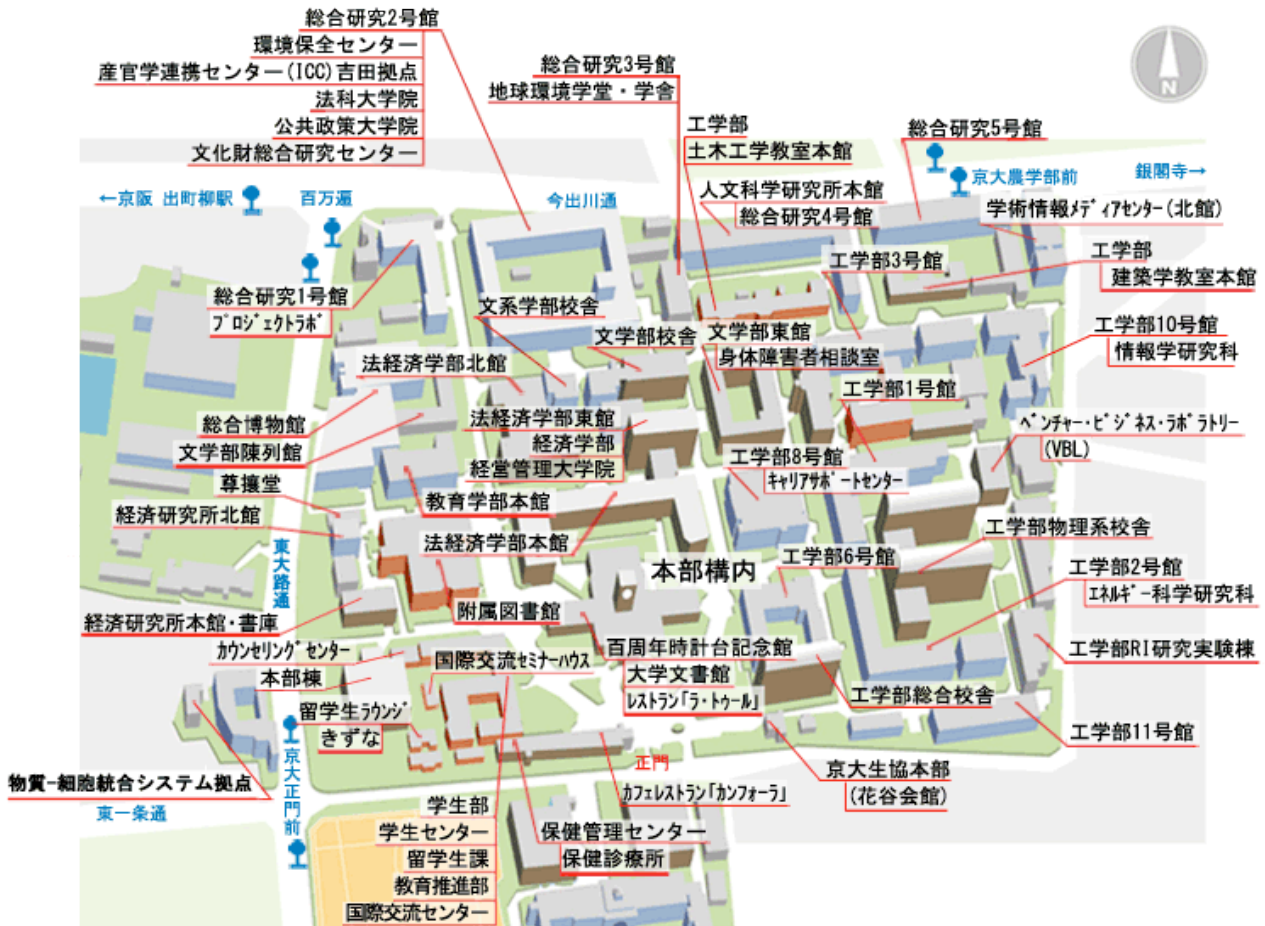 総合研究2号館
環境保全センター
産官学連携センター(ICC)吉田拠点
法科大学院
公共政策大学院
文化財総合研究センター
総合研究3号館
地球環境学堂・学舎
工学部
土木工学教室本館
総合研究5号館
N
←京阪 出町柳駅
百万遍
今出川通
人文科学研究所本館
総合研究4号館
京大農学部前
銀閣寺→
学術情報メディアセンター(北館)
工学部3号館
工学部
建築学教室本館
総合研究1号館
プロジェクトラボ
文系学部校舎
文学部校舎
文学部東館
身体障害者相談室
工学部10号館
情報学研究科
法経済学部北館
工学部1号館
総合博物館
文学部陳列館
法経済学部東館
経済学部
経営管理大学院
ベンチャー・ビジネス・ラボラトリー
(VBL)
工学部8号館
キャリアサポートセンター
尊攘堂
経済研究所北館
教育学部本館
法経済学部本館
工学部物理系校舎
東大路通
本部構内
工学部6号館
工学部2号館
エネルギー科学研究科
経済研究所本館・書庫
附属図書館
カウンセリングセンター
国際交流セミナーハウス
百周年時計台記念館
大学文書館
レストラン「ラ・トゥール」
工学部RI研究実験棟
本部棟
工学部総合校舎
留学生ラウンジ
きずな
工学部11号館
物質-細胞統合システム拠点
京大正門前
正門
京大生協本部
(花谷会館)
東一条通
カフェレストラン「カンフォーラ」
学生部
学生センター
留学生課
教育推進部
国際交流センター
保健管理センター
保健診療所